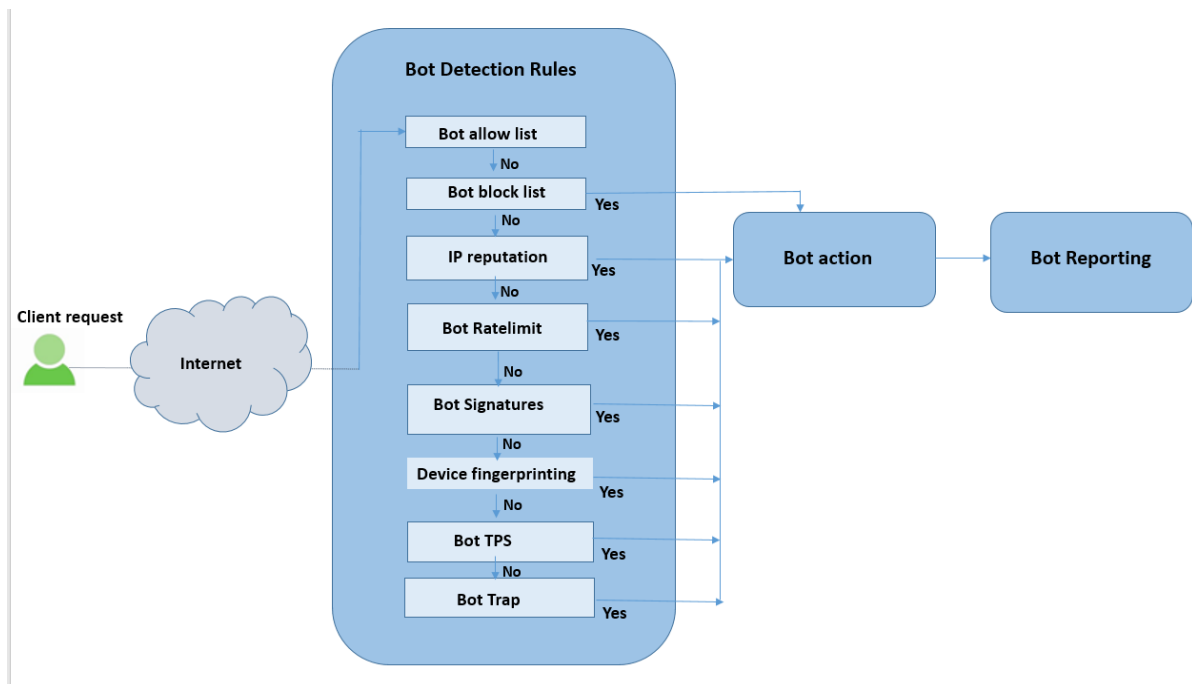 Bot Detection Rules
Bot allow list
No
Bot block list
Yes
No
IP reputation
Yes
No
Bot Ratelimit
Yes
No
Bot Signatures
Yes
No
Device fingerprinting
Yes
No
Bot TPS
Yes
No
Bot Trap
Yes
Client request
Internet
Bot action
Bot Reporting